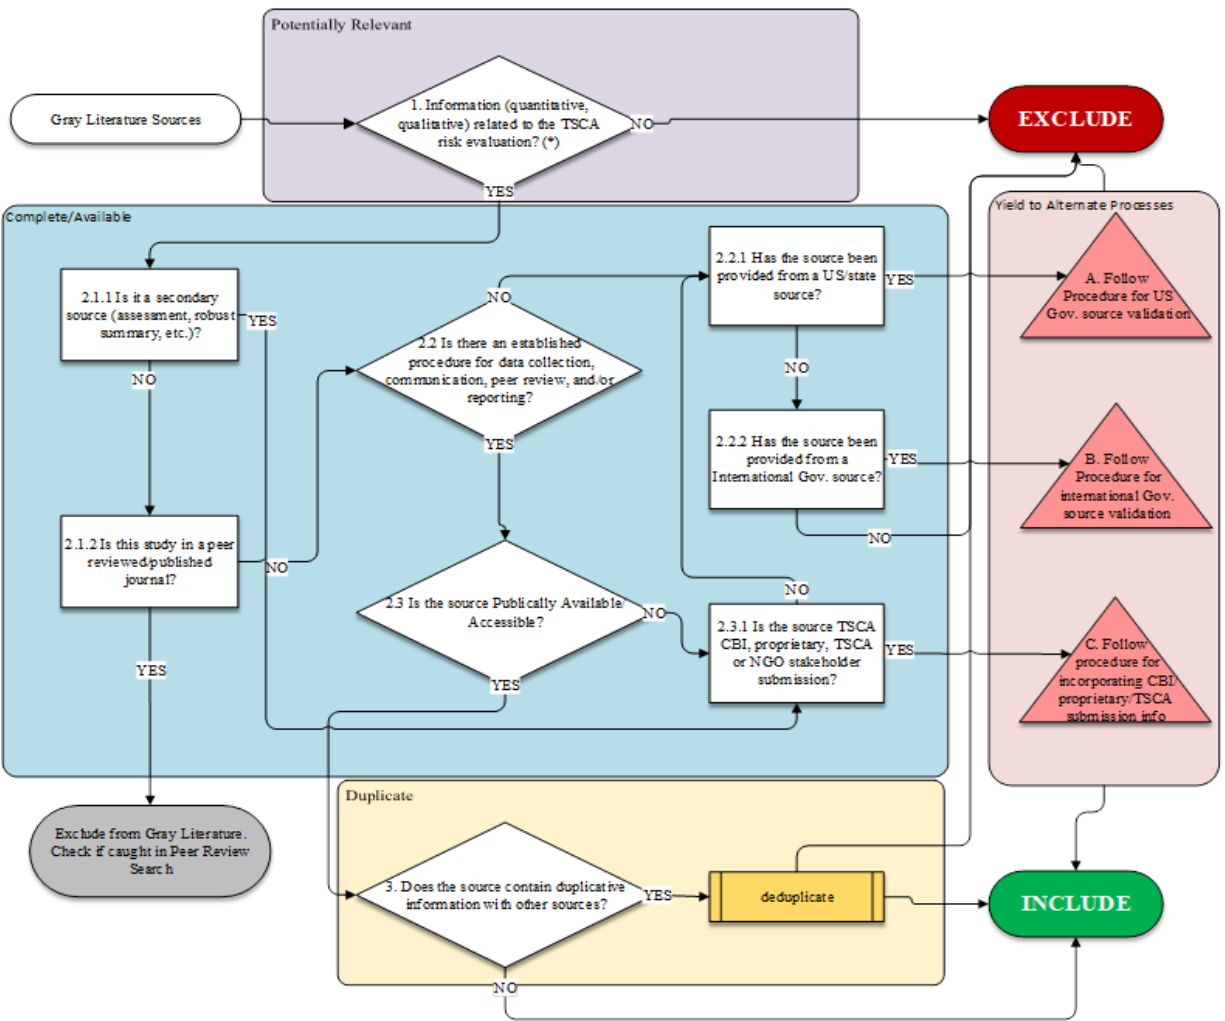 Potentially Relevant
Gray Literature Sources
1. Information (quantitative,
qualitative) related to the TSCA
risk evaluation? (*)
NO
EXCLUDE
YES
Complete/Available
Yield to Alternate Processes
2.1.1 Is it a secondary
source (assessment, robust
summary, etc.)?
YES
NO
2.2 Is there an established
procedure for data collection,
communication, peer review, and/or
reporting?
NO
YES
2.2.1 Has the source been
provided from a US/state
source?
YES
NO
A. Follow
Procedure for US
Gov. source validation
2.2.2 Has the source been
provided from a
International Gov. source?
YES
NO
B. Follow
Procedure for
international Gov.
source validation
2.1.2 Is this study in a peer
reviewed/published
journal?
NO
YES
2.3 Is the source Publically Available/
Accessible?
NO
YES
NO
2.3.1 Is the source TSCA
CBI, proprietary, TSCA
or NGO stakeholder
submission?
YES
C. Follow
procedure for
incorporating CBI/
proprietary/TSCA
submission info
Exclude from Gray Literature.
Check if caught in Peer Review
Search
Duplicate
3. Does the source contain duplicative
information with other sources?
YES
deduplicate
INCLUDE
NO